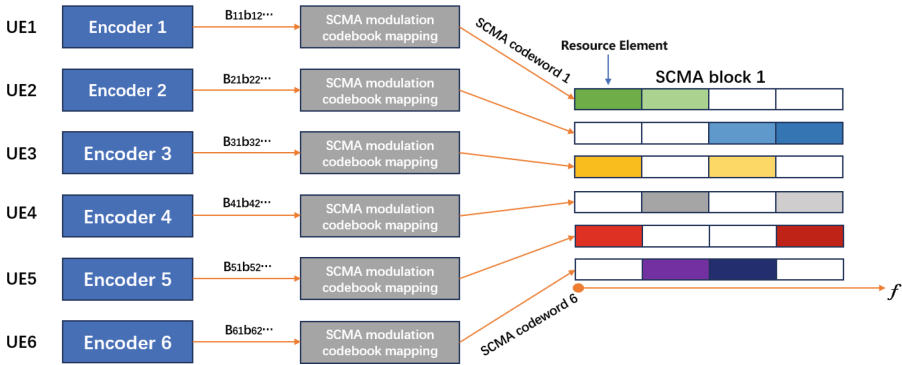 UE1
Encoder 1
B11b12···
SCMA modulation
codebook mapping
SCMA codeword 1
Resource Element
SCMA block 1
UE2
Encoder 2
B21b22···
SCMA modulation
codebook mapping
UE3
Encoder 3
B31b32···
SCMA modulation
codebook mapping
UE4
Encoder 4
B41b42···
SCMA modulation
codebook mapping
UE5
Encoder 5
B51b52···
SCMA modulation
codebook mapping
f
UE6
Encoder 6
B61b62···
SCMA modulation
codebook mapping
SCMA codeword 6